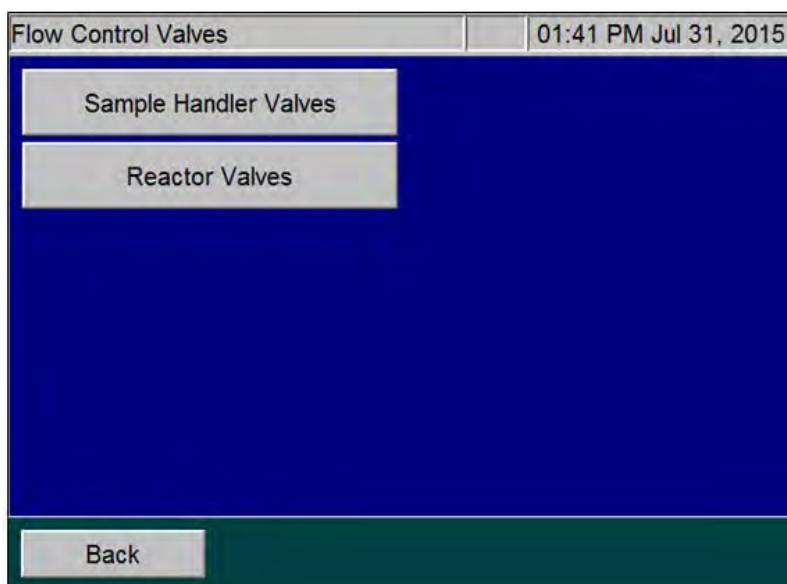 Flow Control Valves 01:41 PM Jul 31, 2015
Sample Handler Valves
Reactor Valves
Back